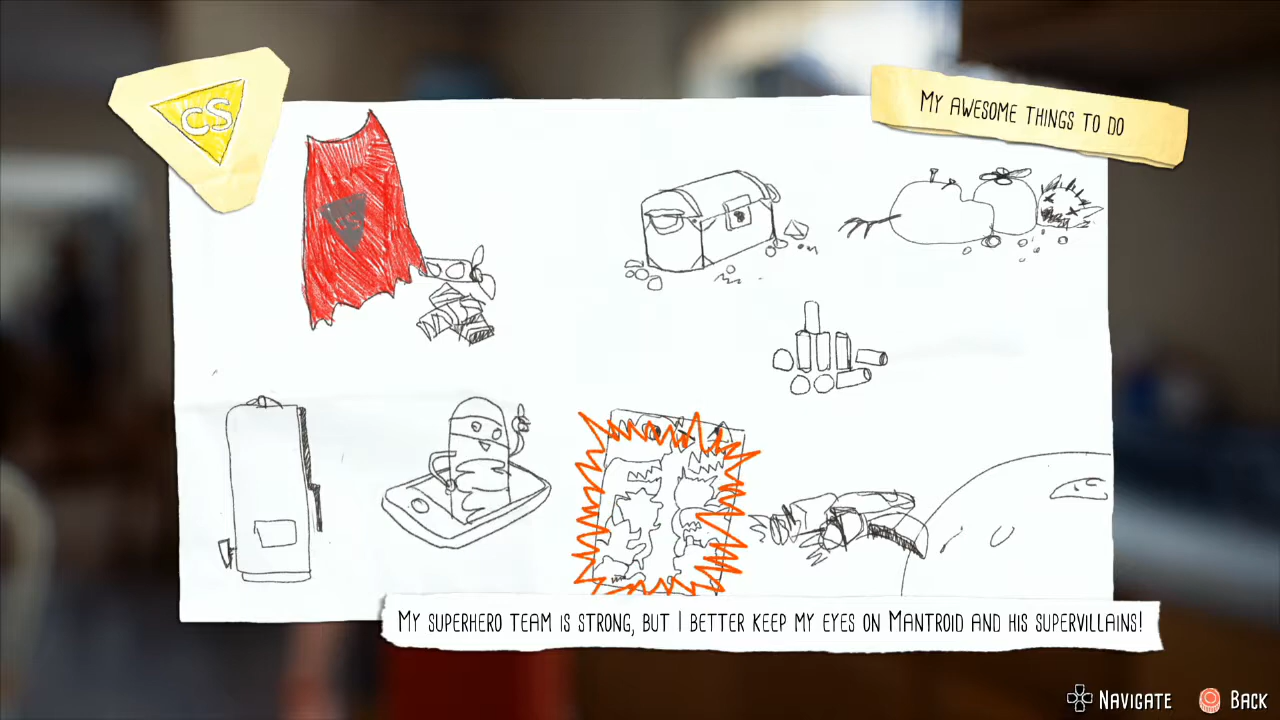 CS
MY AWESOME THINGS TO DO
CS
MY SUPERHERO TEAM IS STRONG, BUT I BETTER KEEP MY EYES ON MANTROID AND HIS SUPERVILLAINS!
NAVIGATE
BACK